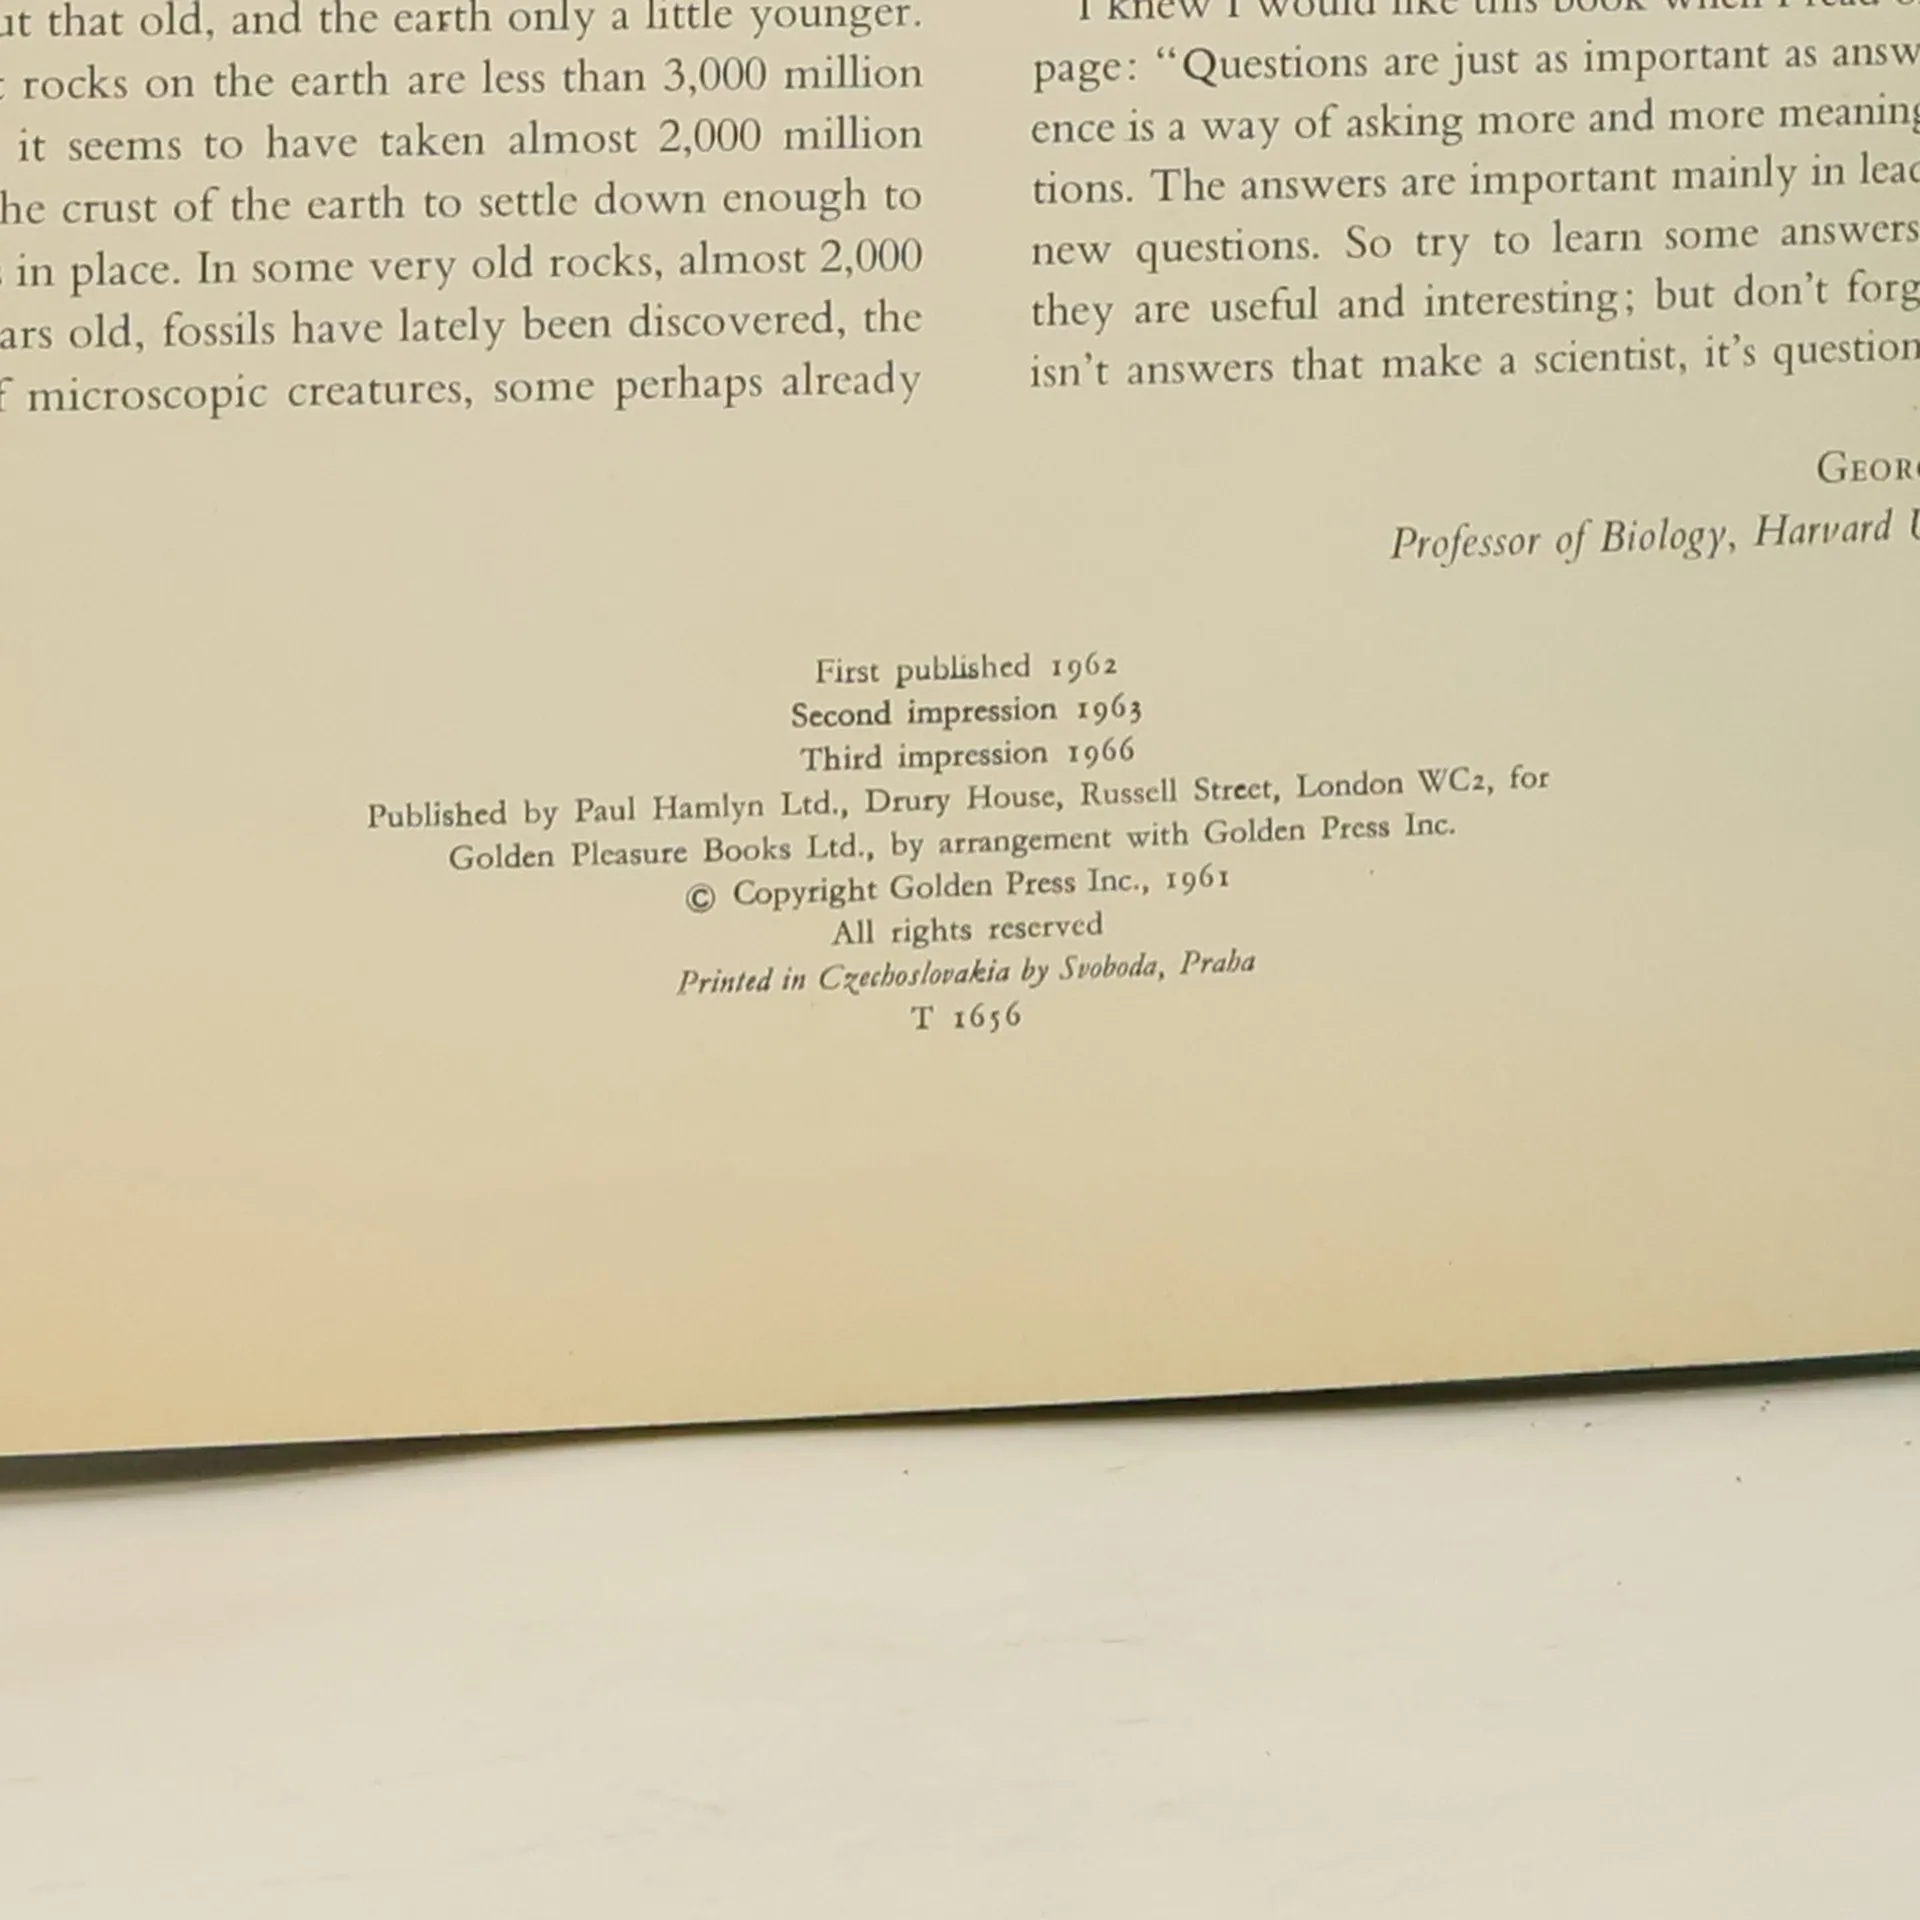 that old, and the earth only a little younger.
rocks on the earth are less than 3,000 million
it seems to have taken almost 2,000 million
crust of the earth to settle down enough to
in place. In some very old rocks, almost 2,000
old, fossils have lately been discovered, the
microscopic creatures, some perhaps already
I knew I would like this book when I read
page: “Questions are just as important as
ence is a way of asking more and more
tions. The answers are important mainly in
new questions. So try to learn some answers
they are useful and interesting; but don't
isn't answers that make a scientist, it's
Professor of Biology, Harvard
First published 1962
Second impression 1963
Third impression 1966
Published by Paul Hamlyn Ltd., Drury House, Russell Street, London WC2, for
Golden Pleasure Books Ltd., by arrangement with Golden Press Inc.
© Copyright Golden Press Inc., 1961
All rights reserved
Printed in Czechoslovakia by Svoboda, Praha
T 1656